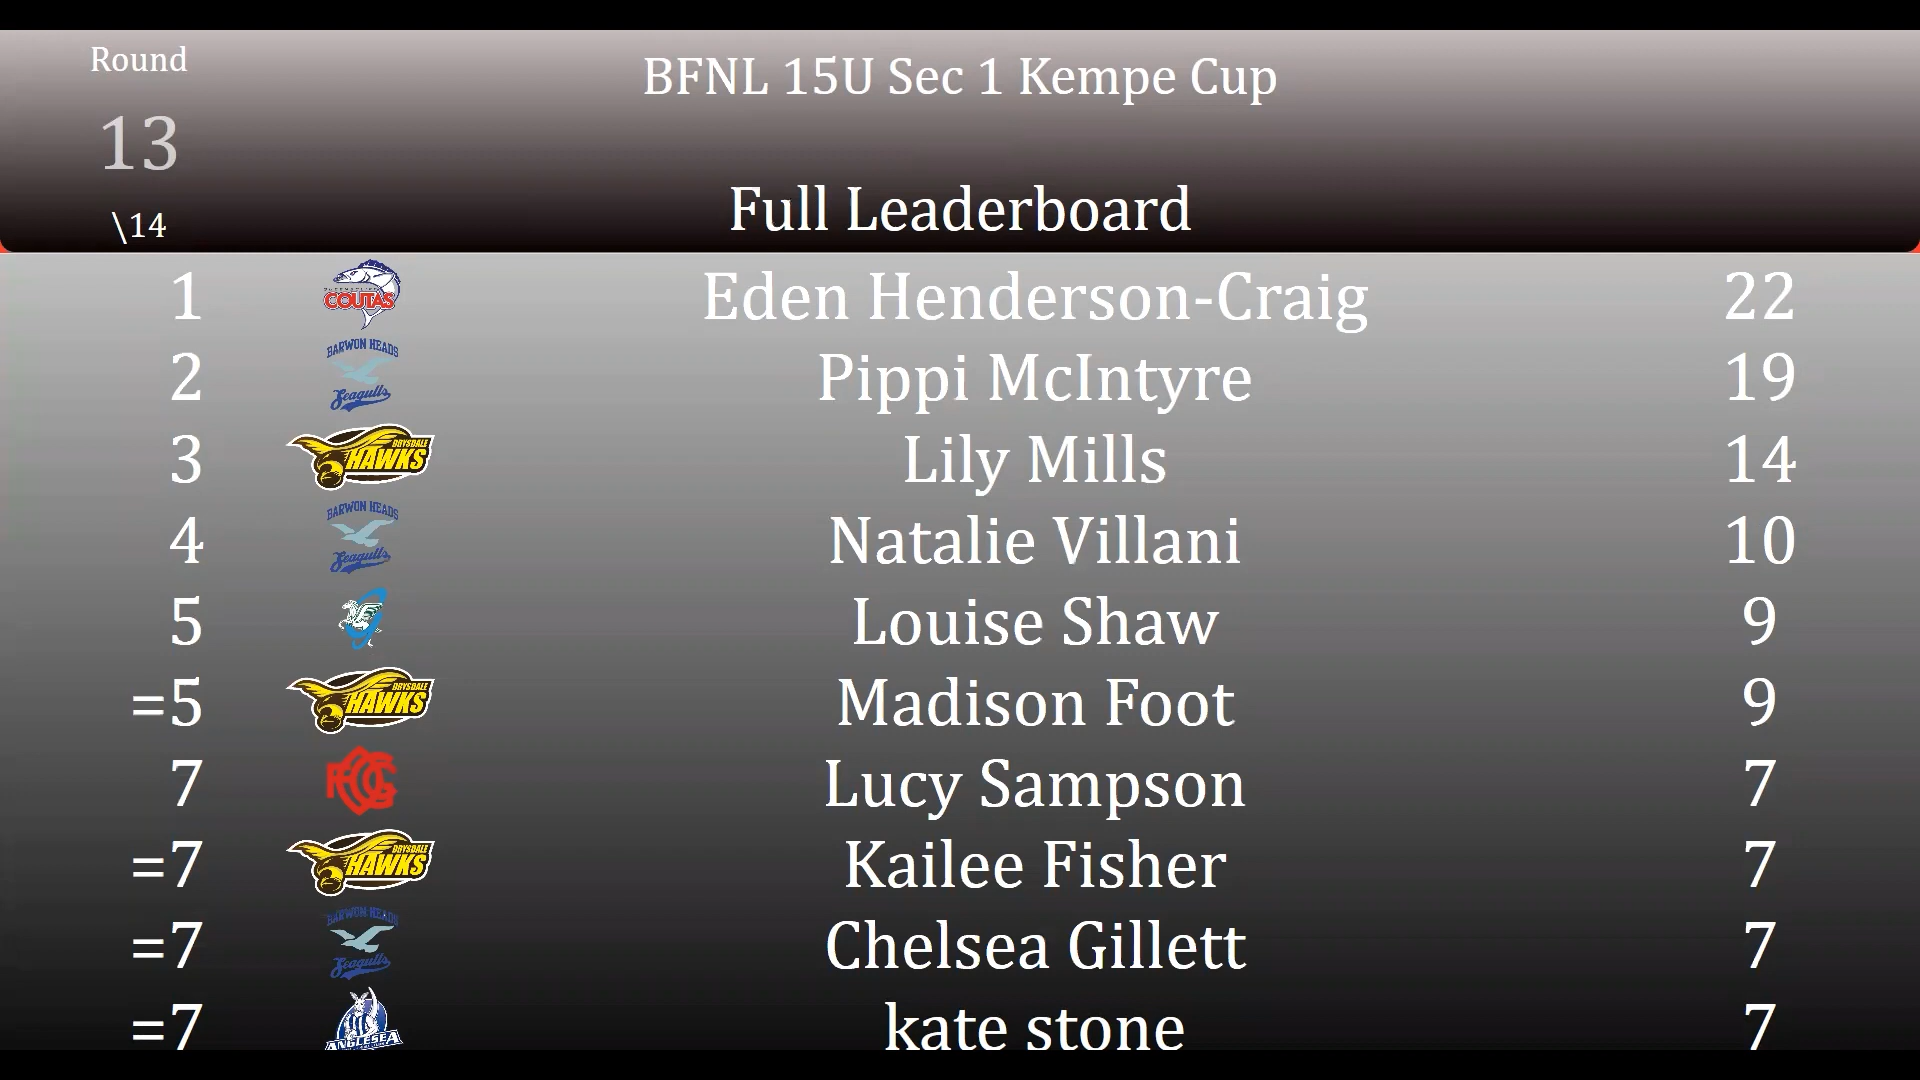 Round
13
\14
BFNL 15U Sec 1 Kempe Cup
Full Leaderboard
1 COUTAS Eden Henderson-Craig 22
2 BARWON HEADS Seagulls Pippi McIntyre 19
3 DRYSDALE HAWKS Lily Mills 14
4 BARWON HEADS Seagulls Natalie Villani 10
5 Louise Shaw 9
=5 DRYSDALE HAWKS Madison Foot 9
7 Lucy Sampson 7
=7 DRYSDALE HAWKS Kailee Fisher 7
=7 BARWON HEADS Seagulls Chelsea Gillett 7
=7 ANGLESEA kate stone 7